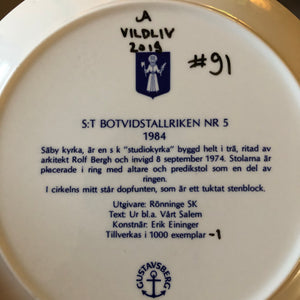 A
VILDLIV
2019
#91
S:T BOTVIDSTALLRIKEN NR 5
1984
Säby kyrka, är en s k "studiokyrka" byggd helt i trä, ritad av
arkitekt Rolf Bergh och invigd 8 september 1974. Stolarna är
placerade i ring med altare och predikstol som en del av
ringen.
I cirkelns mitt står dopfunten, som är ett tuktat stenblock.
Utgivare: Rönninge SK
Text: Ur bl.a. Vårt Salem
Konstnär: Erik Eininger
Tillverkas i 1000 exemplar -1
GUSTAVSBERG